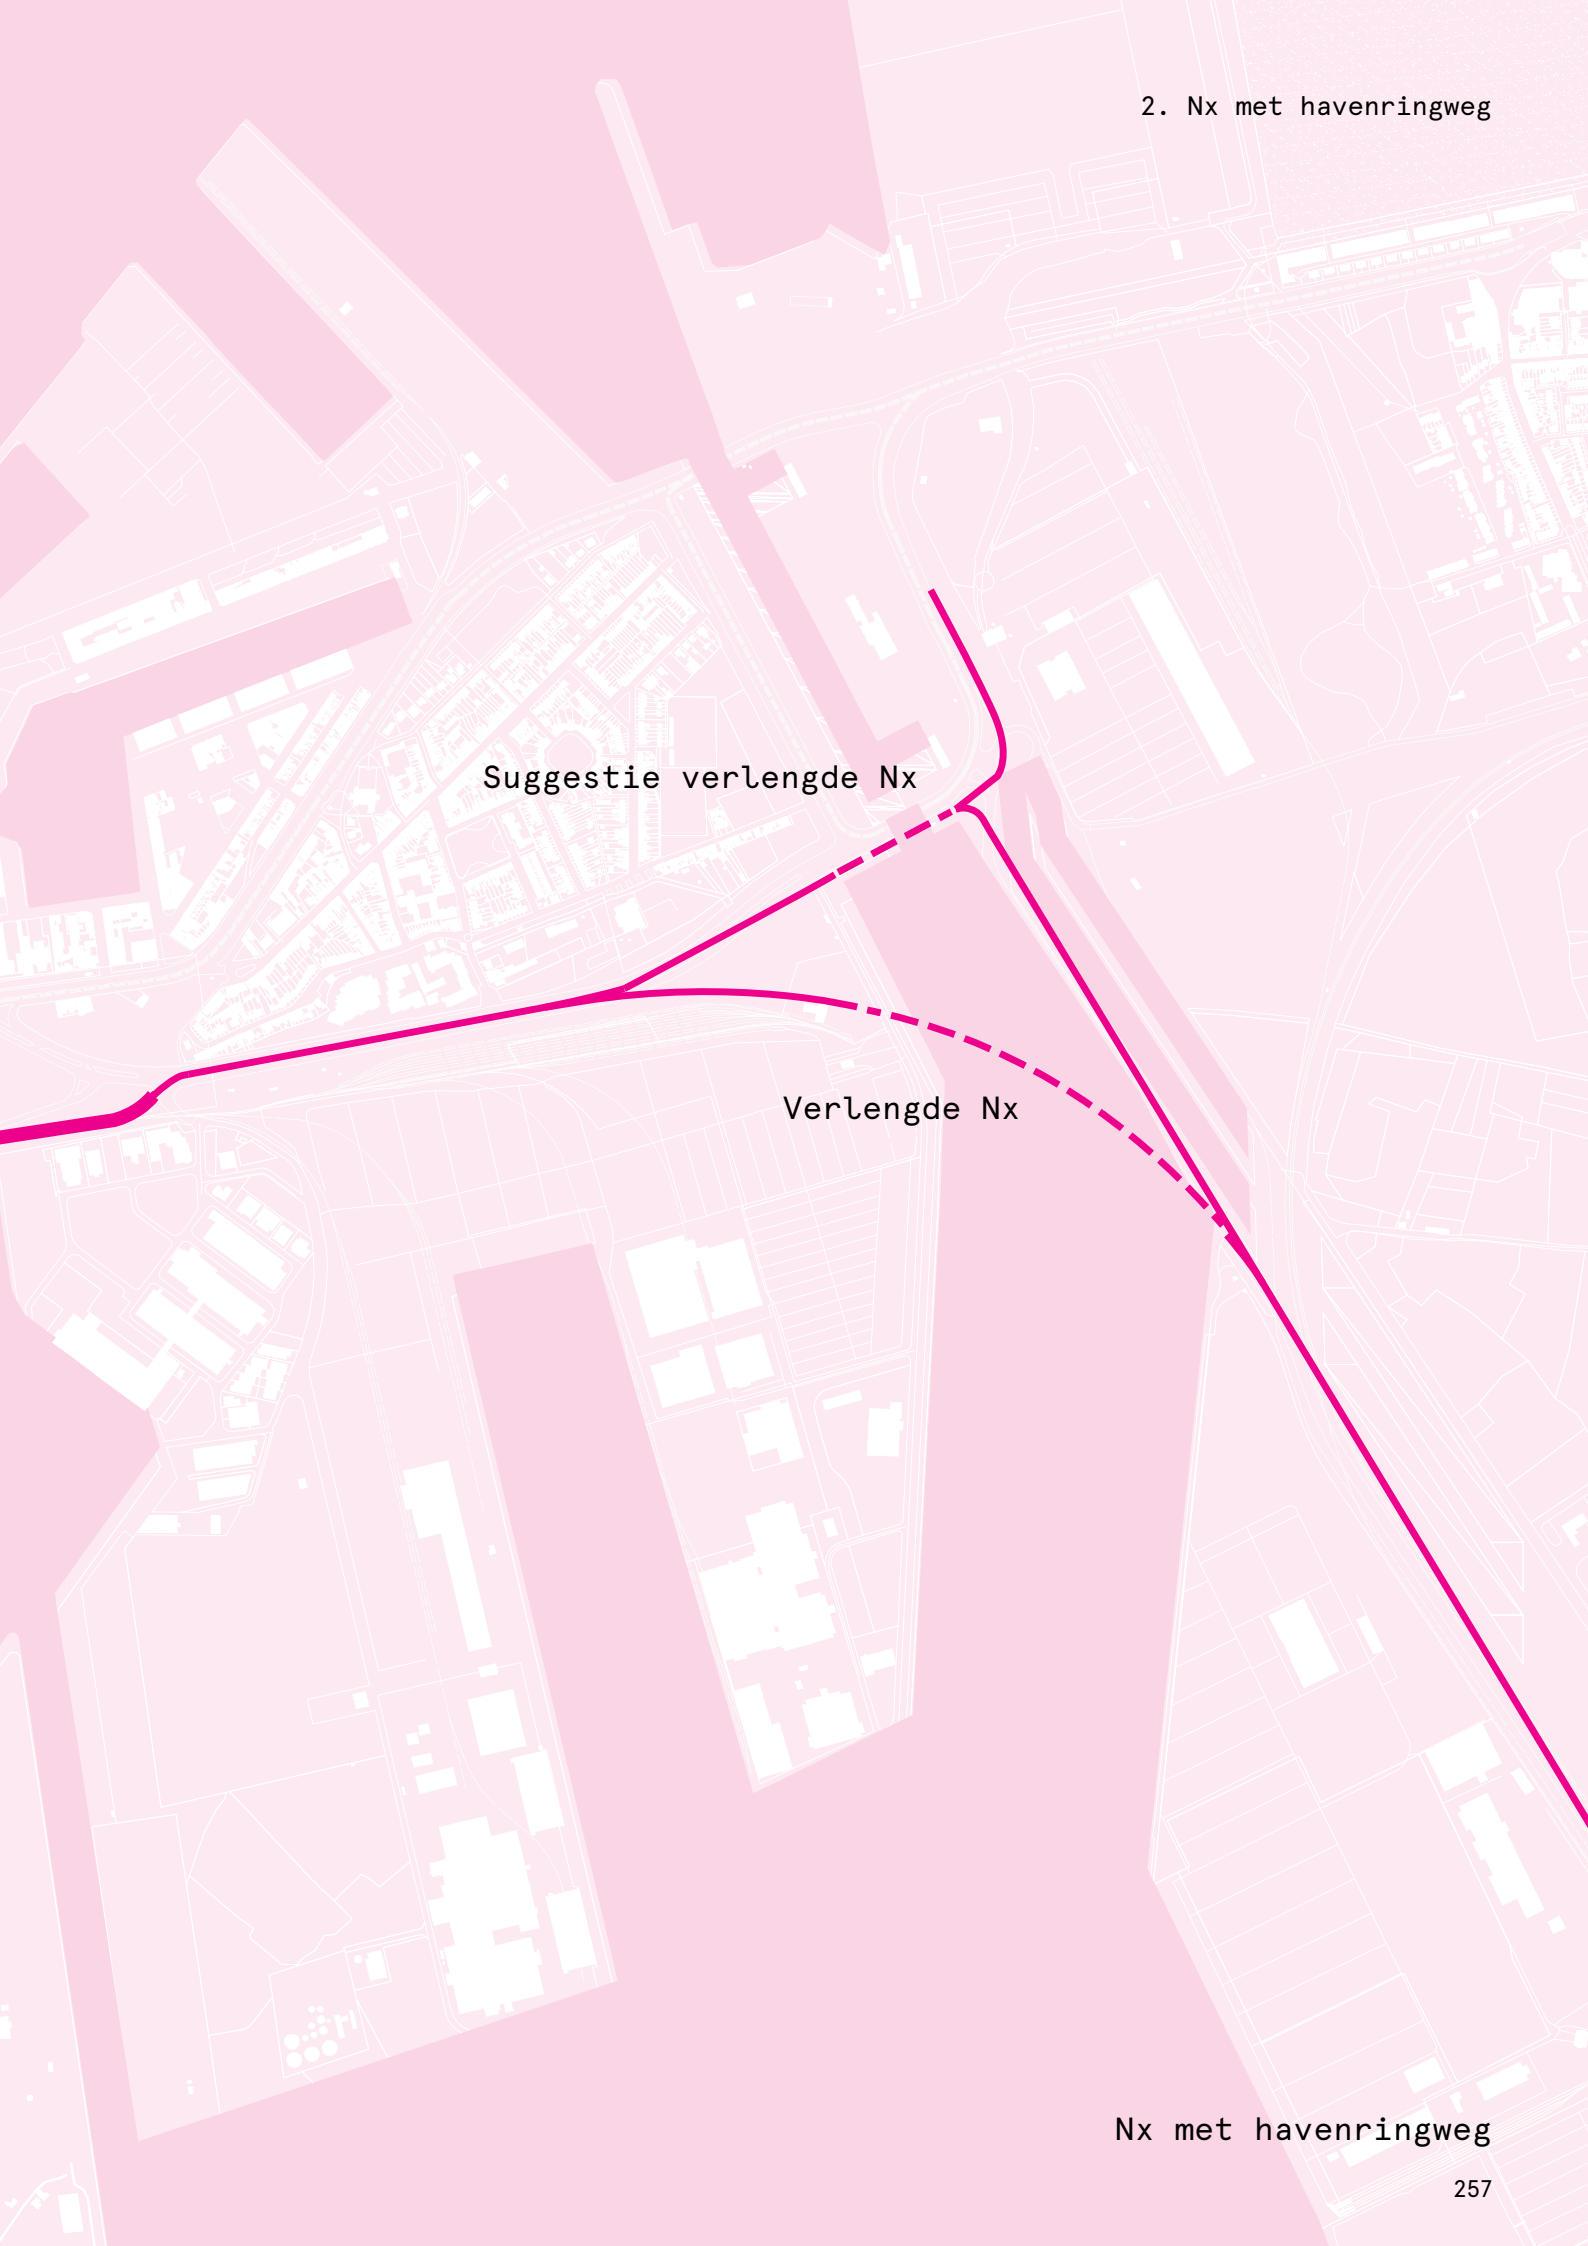 2. Nx met havenringweg
Suggestie verlengde Nx
Verlengde Nx
Nx met havenringweg
257